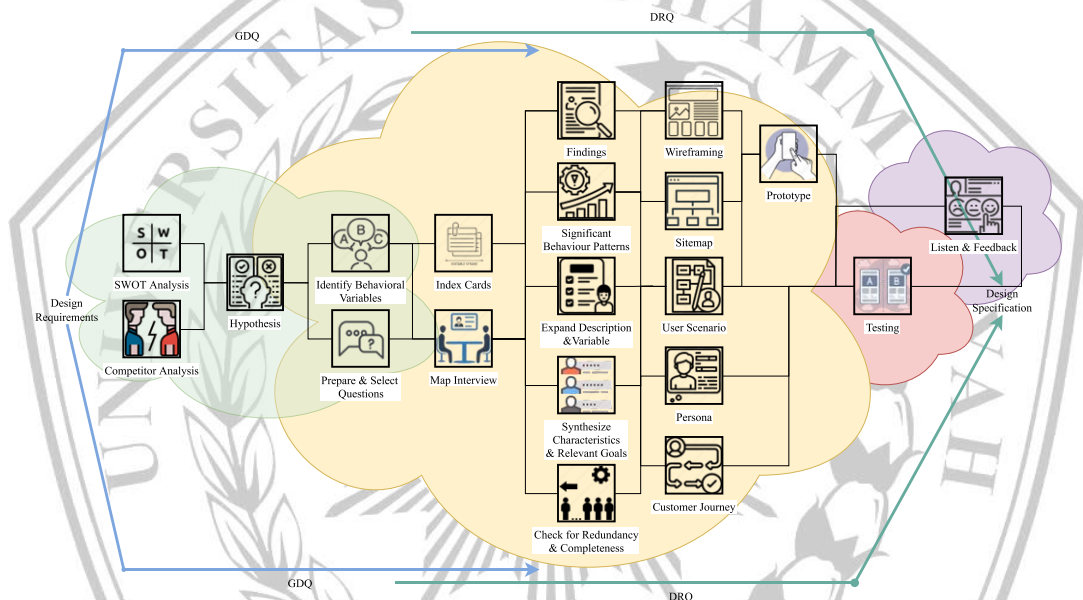 DRQ
GDQ
Findings
Wireframing
Prototype
Significant
Behaviour Patterns
Sitemap
Listen & Feedback
S W
O T
SWOT Analysis
A B C
Identify Behavioral
Variables
Index Cards
Design
Requirements
Hypothesis
Expand Description
&Variable
User Scenario
A B
Testing
Design
Specification
Competitor Analysis
Prepare & Select
Questions
Map Interview
Synthesize
Characteristics
& Relevant Goals
Persona
Customer Journey
Check for Redundancy
& Completeness
GDQ
DRQ